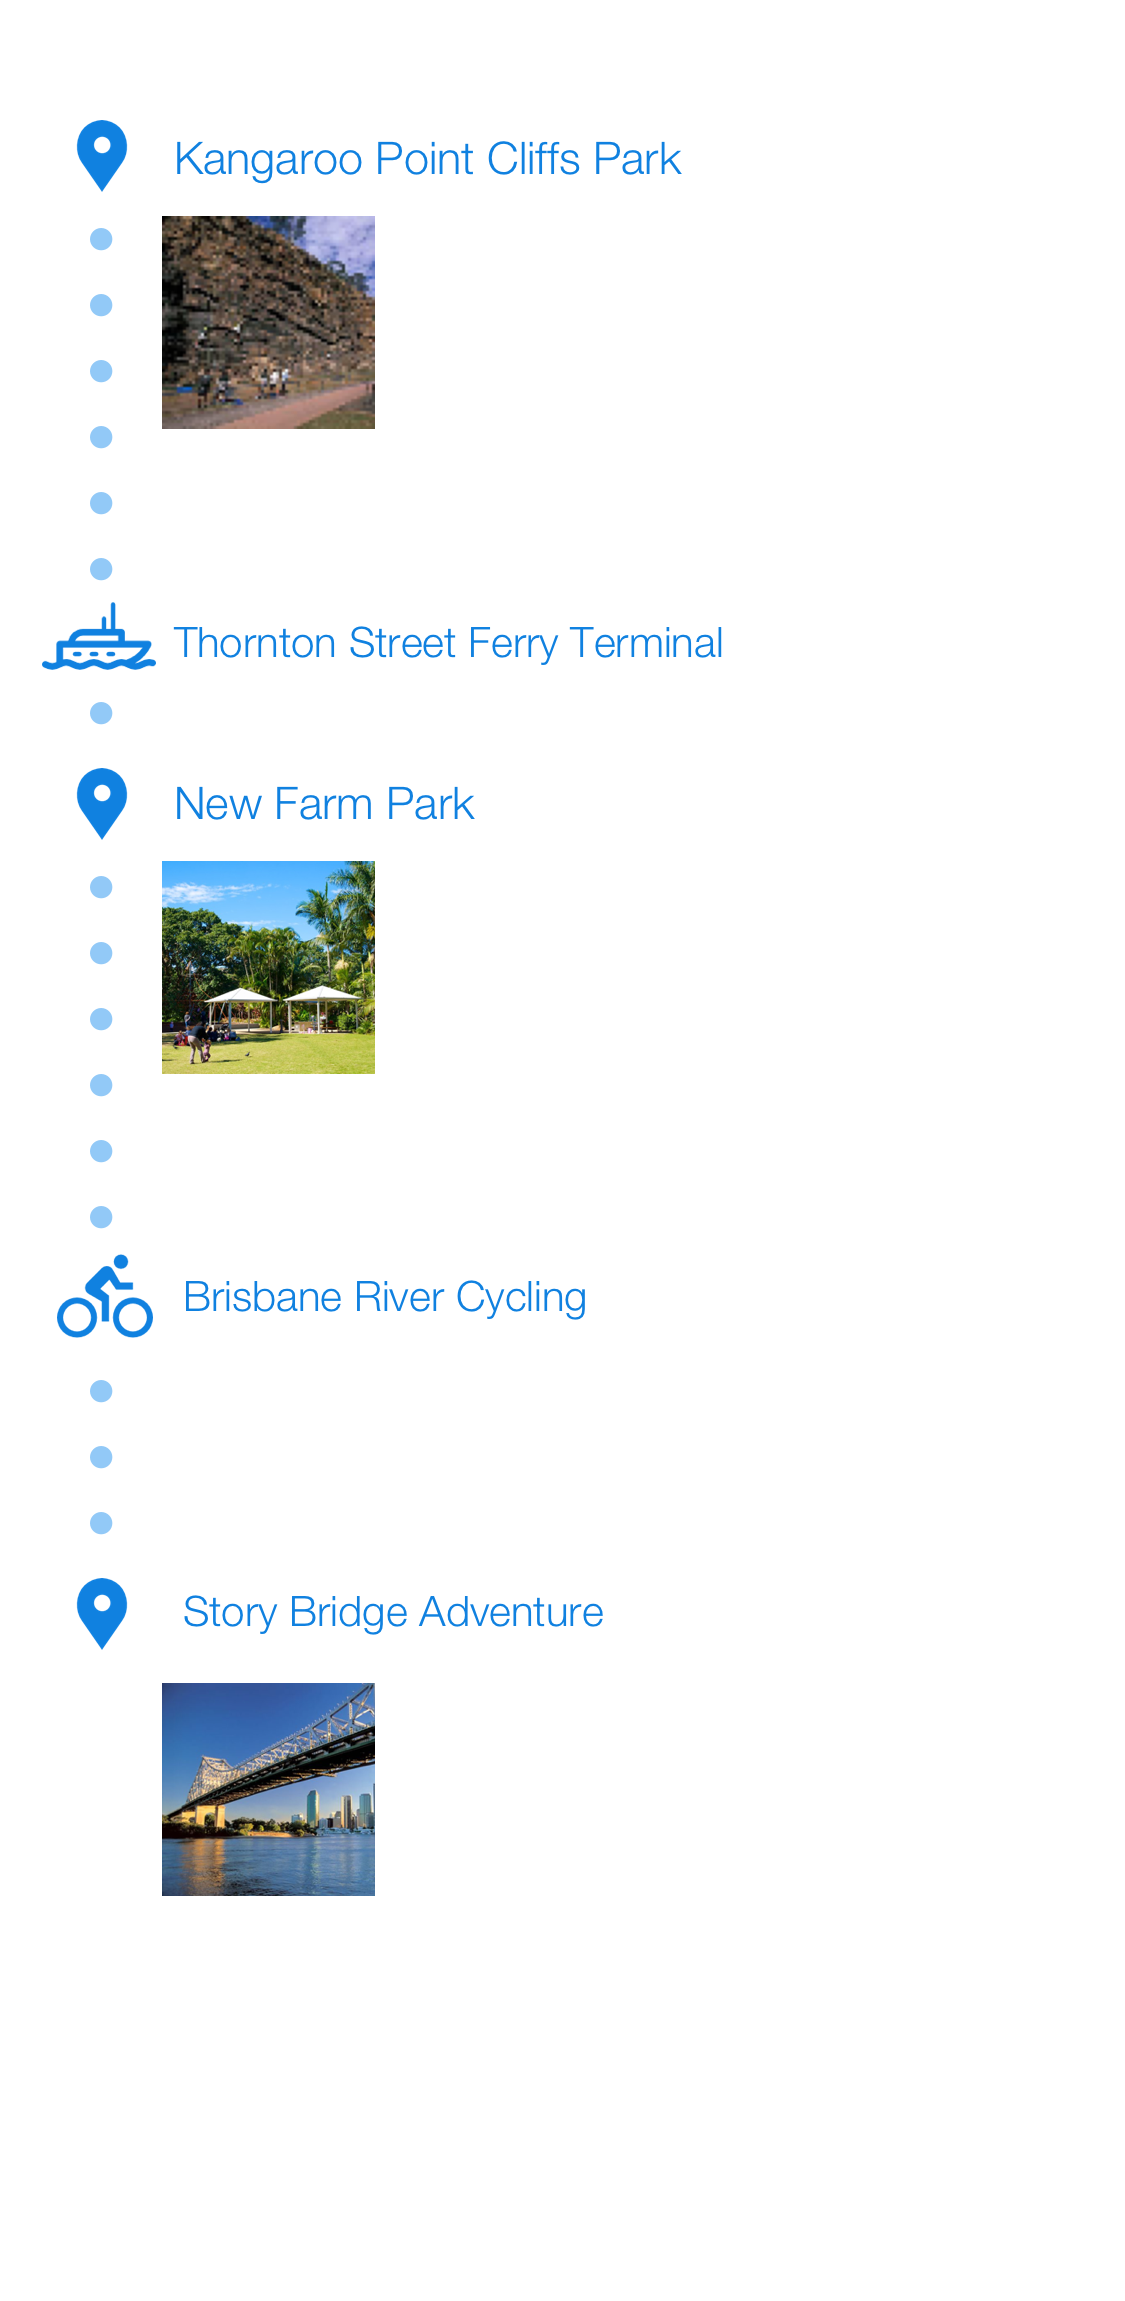 Kangaroo Point Cliffs Park
Thornton Street Ferry Terminal
New Farm Park
Brisbane River Cycling
Story Bridge Adventure